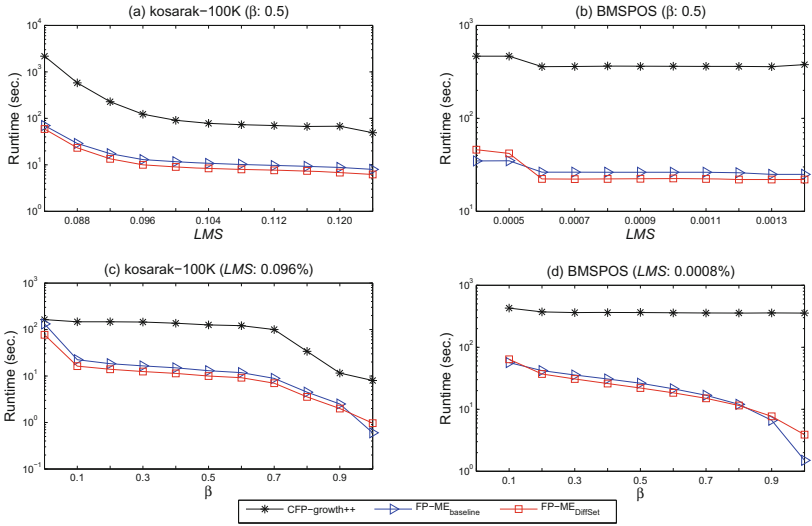 (a) kosarak−100K (β: 0.5)
Runtime (sec.)
10^4
10^3
10^2
10^1
10^0
0.088 0.096 0.104 0.112 0.120
LMS
(b) BMSPOS (β: 0.5)
Runtime (sec.)
10^3
10^2
10^1
0.0005 0.0007 0.0009 0.0011 0.0013
LMS
(c) kosarak−100K (LMS: 0.096%)
Runtime (sec.)
10^3
10^2
10^1
10^0
10^−1
0.1 0.3 0.5 0.7 0.9
β
(d) BMSPOS (LMS: 0.0008%)
Runtime (sec.)
10^3
10^2
10^1
10^0
0.1 0.3 0.5 0.7 0.9
β
CFP−growth++ FP−ME_baseline FP−ME_DiffSet